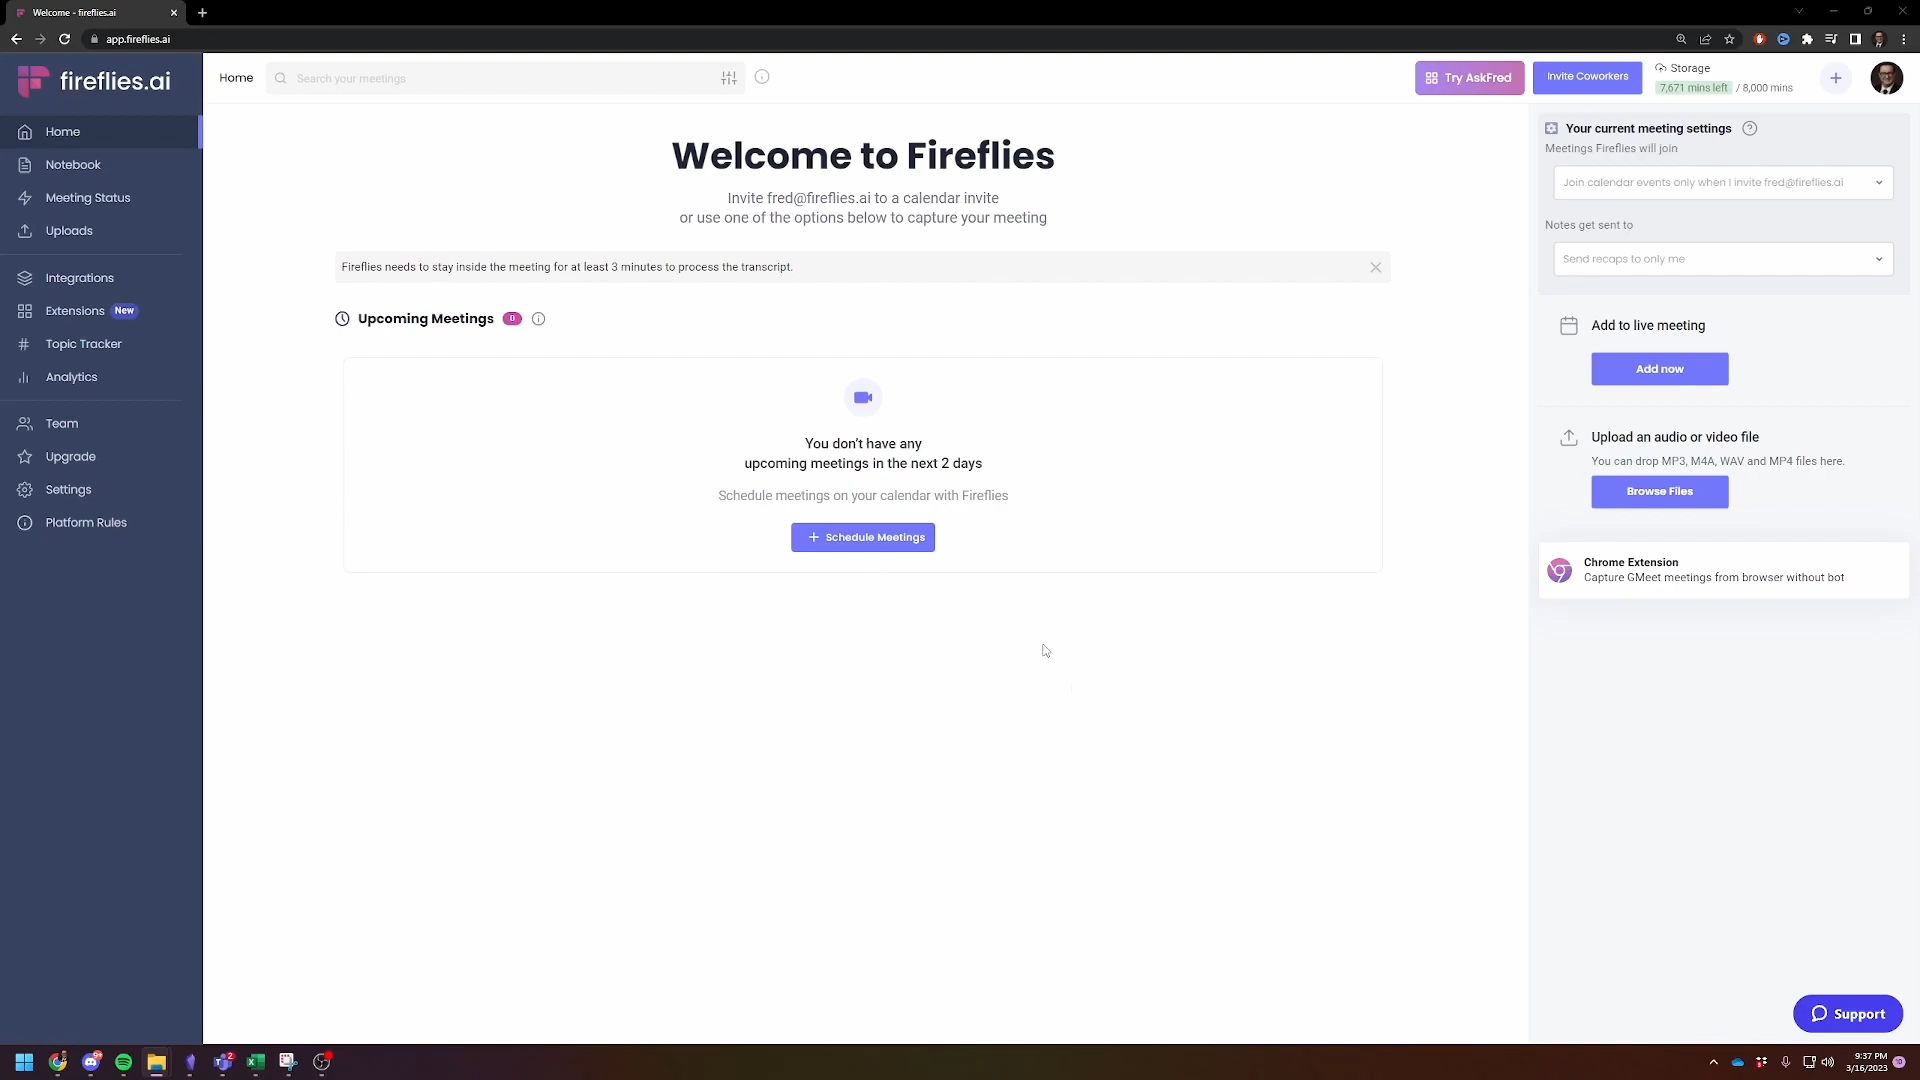 Welcome - fireflies.ai
app.fireflies.ai
fireflies.ai
Home
Search your meetings
Try AskFred
Invite Coworkers
Storage
7,671 mins left / 8,000 mins
Home
Notebook
Meeting Status
Uploads
Integrations
Extensions New
Topic Tracker
Analytics
Team
Upgrade
Settings
Platform Rules
Welcome to Fireflies
Invite fred@fireflies.ai to a calendar invite
or use one of the options below to capture your meeting
Fireflies needs to stay inside the meeting for at least 3 minutes to process the transcript.
Upcoming Meetings 0
You don't have any
upcoming meetings in the next 2 days
Schedule meetings on your calendar with Fireflies
Schedule Meetings
Your current meeting settings
Meetings Fireflies will join
Join calendar events only when I invite fred@fireflies.ai
Notes get sent to
Send recaps to only me
Add to live meeting
Add now
Upload an audio or video file
You can drop MP3, M4A, WAV and MP4 files here.
Browse Files
Chrome Extension
Capture GMeet meetings from browser without bot
Support
9:37 PM
3/16/2023